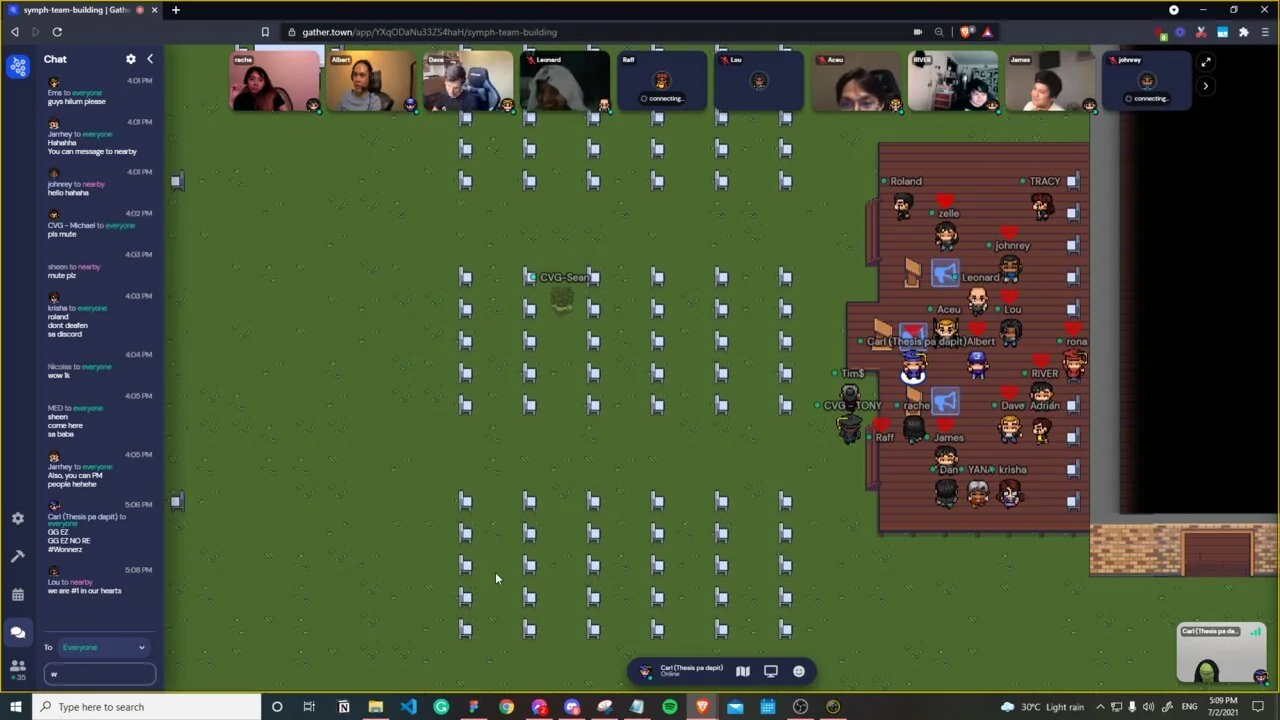 symph-team-building | Gathe
gather.town/app/YXqODaNu33ZS4haH/symph-team-building
Chat
4:01 PM
Ems to everyone
guys hilum please
4:01 PM
Jarrhey to everyone
Hahahha
You can message to nearby
4:01 PM
johnrey to nearby
hello hahaha
4:02 PM
CVG - Michael to everyone
pls mute
4:03 PM
sheen to nearby
mute plz
4:03 PM
krisha to everyone
roland
dont deafen
sa discord
4:04 PM
Nicolas to everyone
wow 1k
4:05 PM
MED to everyone
sheen
come here
sa baba
4:05 PM
Jarrhey to everyone
Also, you can PM
people hehehe
5:06 PM
Carl (Thesis pa dapit) to
everyone
GG EZ
GG EZ NO RE
#Wonnerz
5:08 PM
Lou to nearby
we are #1 in our hearts
To Everyone
w
35
rache
Albert
Dave
Leonard
Raff
connecting...
Lou
Aceu
RIVER
James
johnrey
connecting...
Roland
TRACY
zelle
johnrey
CVG-Sean
Leonard
Aceu
Lou
Carl (Thesis pa dapit)
Albert
rona
Tim$
RIVER
CVG - TONY
rache
Dave
Adrian
Raff
James
Dan
YANA
krisha
Carl (Thesis pa dapit)
Online
Carl (Thesis pa da...
Type here to search
30°C Light rain
ENG
5:09 PM
7/2/2021